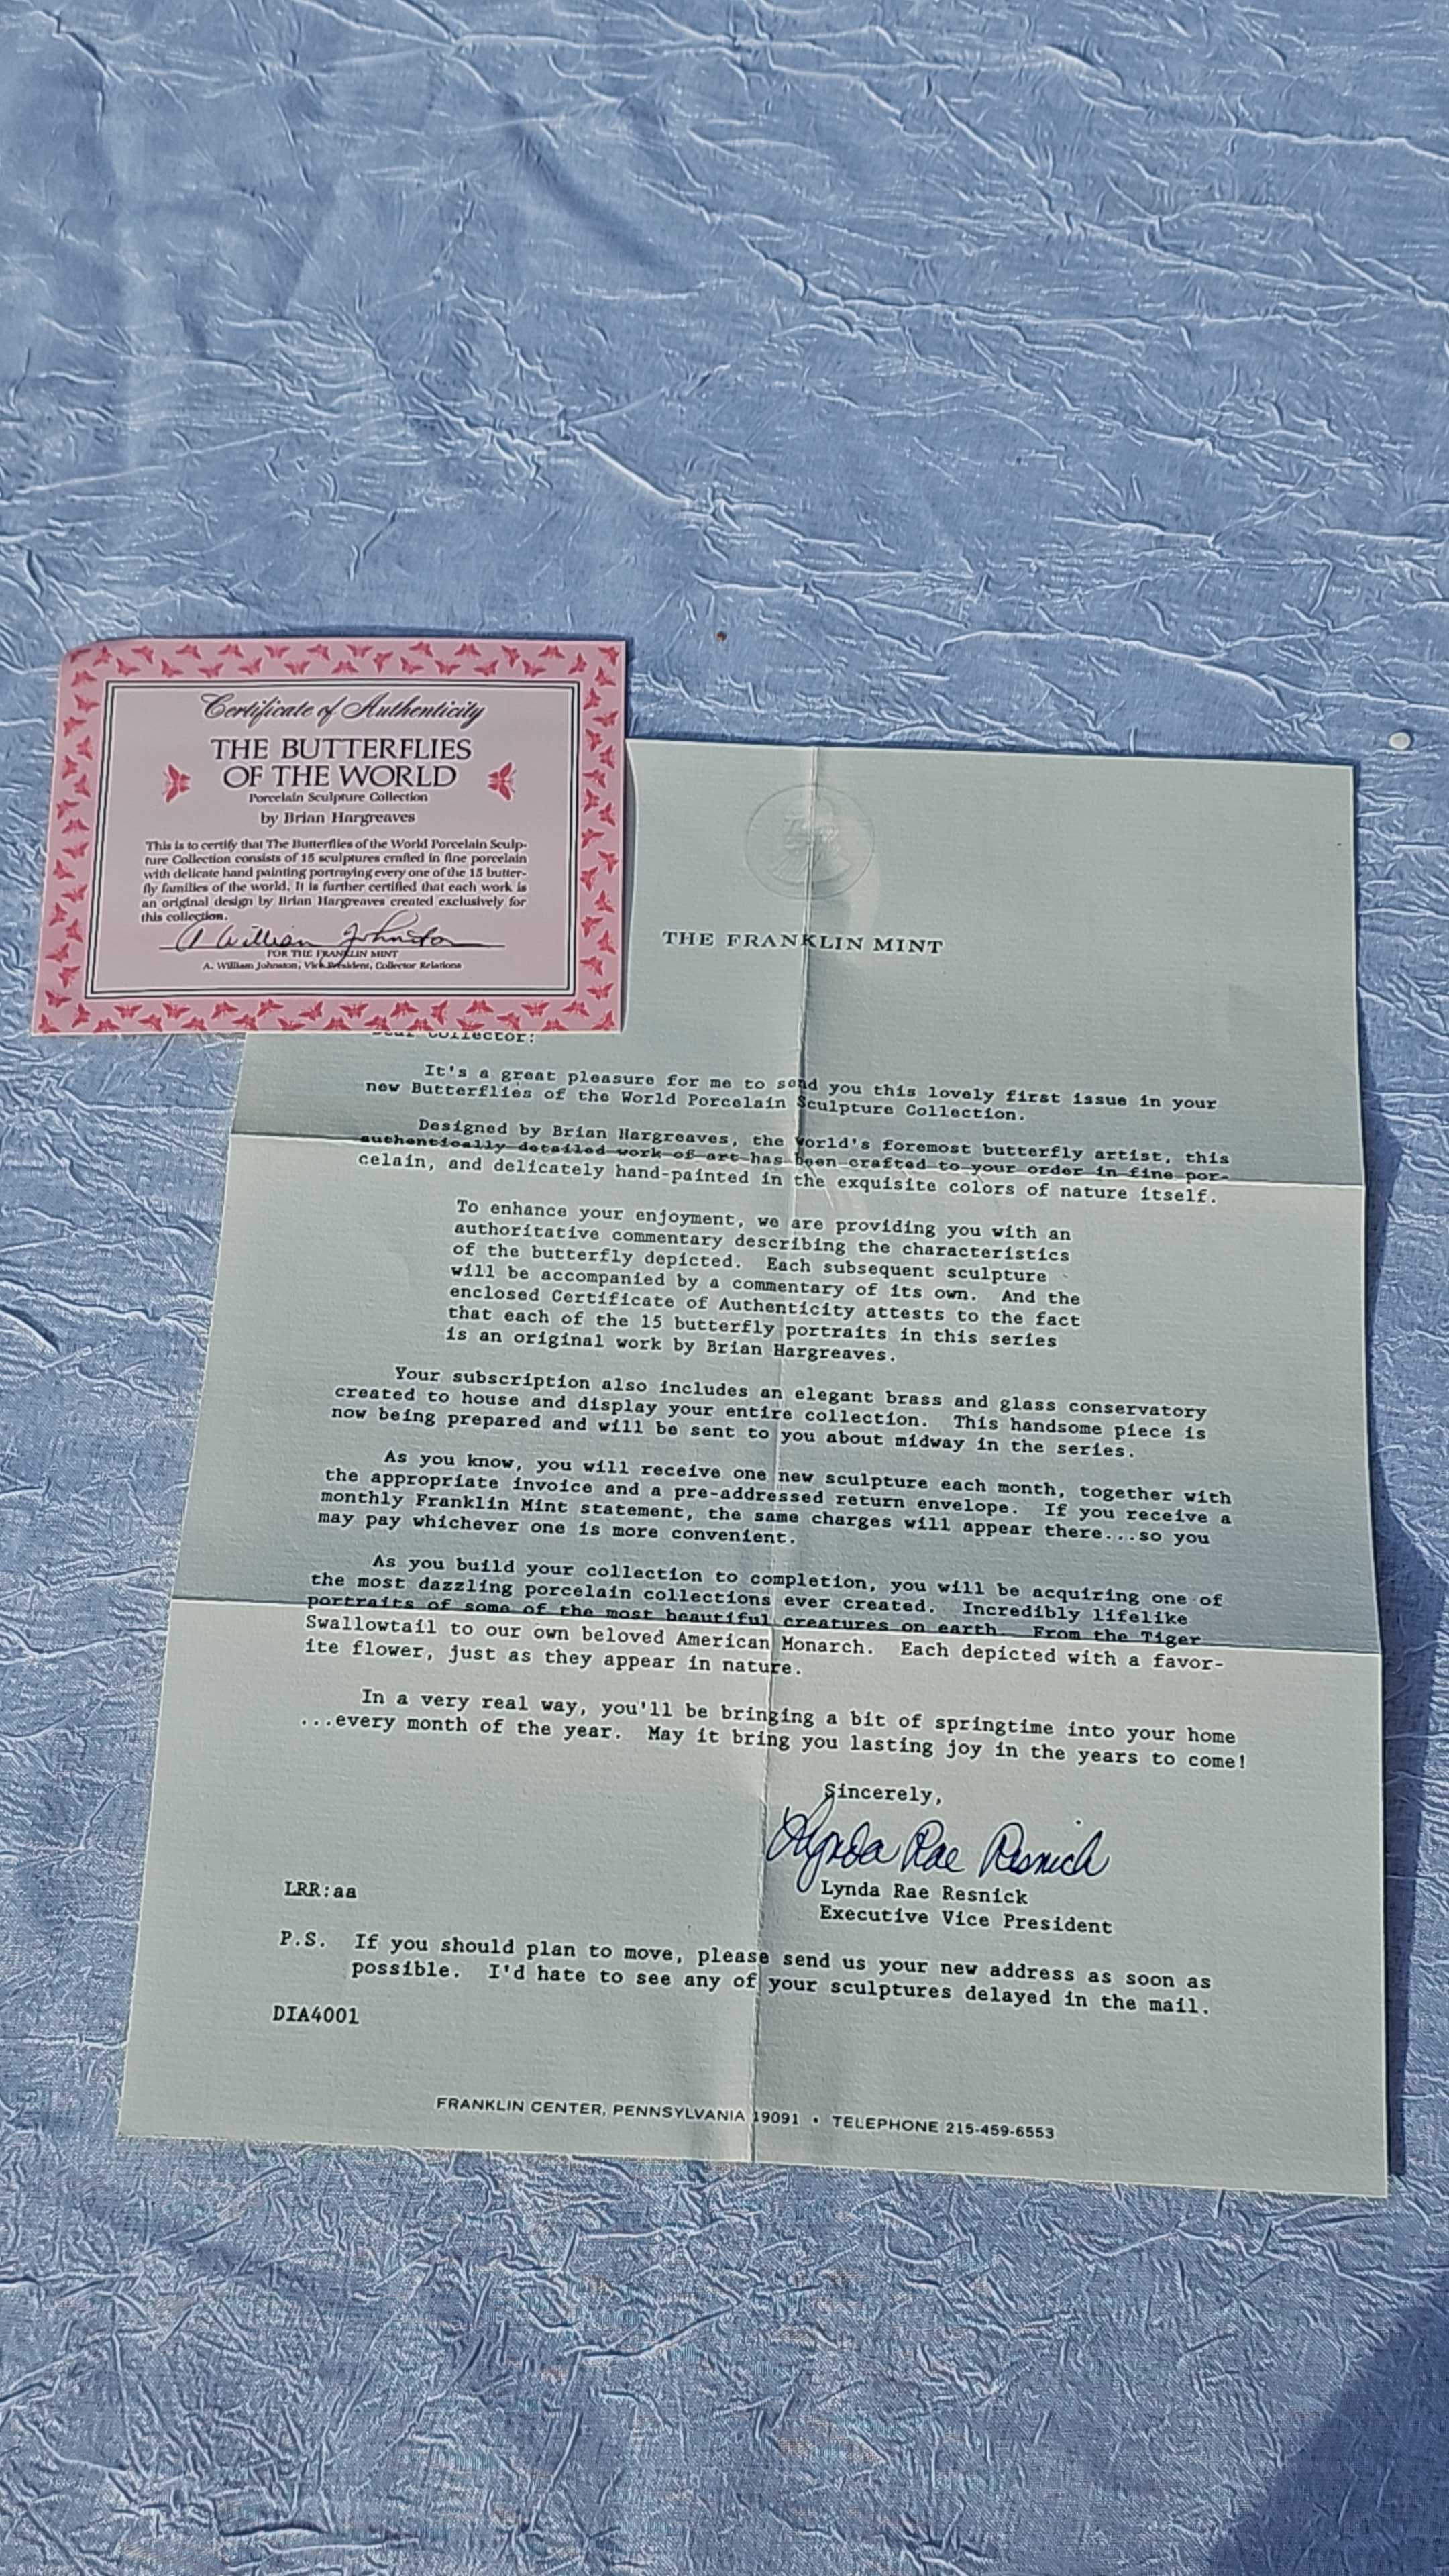 Certificate of Authenticity
THE BUTTERFLIES
OF THE WORLD
Porcelain Sculpture Collection
by Brian Hargreaves
This is to certify that The Butterflies of the World Porcelain Sculp-
ture Collection consists of 15 sculptures crafted in fine porcelain
with delicate hand painting portraying every one of the 15 butter-
fly families of the world. It is further certified that each work is
an original design by Brian Hargreaves created exclusively for
this collection.
A William Johnston
FOR THE FRANKLIN MINT
A. William Johnston, Vice President, Collector Relations
THE FRANKLIN MINT
Dear Collector:
It's a great pleasure for me to send you this lovely first issue in your
new Butterflies of the World Porcelain Sculpture Collection.
Designed by Brian Hargreaves, the world's foremost butterfly artist, this
authentically detailed work of art has been crafted to your order in fine por-
celain, and delicately hand-painted in the exquisite colors of nature itself.
To enhance your enjoyment, we are providing you with an
authoritative commentary describing the characteristics
of the butterfly depicted. Each subsequent sculpture
will be accompanied by a commentary of its own. And the
enclosed Certificate of Authenticity attests to the fact
that each of the 15 butterfly portraits in this series
is an original work by Brian Hargreaves.
Your subscription also includes an elegant brass and glass conservatory
created to house and display your entire collection. This handsome piece is
now being prepared and will be sent to you about midway in the series.
As you know, you will receive one new sculpture each month, together with
the appropriate invoice and a pre-addressed return envelope. If you receive a
monthly Franklin Mint statement, the same charges will appear there...so you
may pay whichever one is more convenient.
As you build your collection to completion, you will be acquiring one of
the most dazzling porcelain collections ever created. Incredibly lifelike
portraits of some of the most beautiful creatures on earth. From the Tiger
Swallowtail to our own beloved American Monarch. Each depicted with a favor-
ite flower, just as they appear in nature.
In a very real way, you'll be bringing a bit of springtime into your home
...every month of the year. May it bring you lasting joy in the years to come!
Sincerely,
Lynda Rae Resnick
Lynda Rae Resnick
Executive Vice President
LRR:aa
P.S. If you should plan to move, please send us your new address as soon as
possible. I'd hate to see any of your sculptures delayed in the mail.
DIA4001
FRANKLIN CENTER, PENNSYLVANIA 19091 • TELEPHONE 215-459-6553